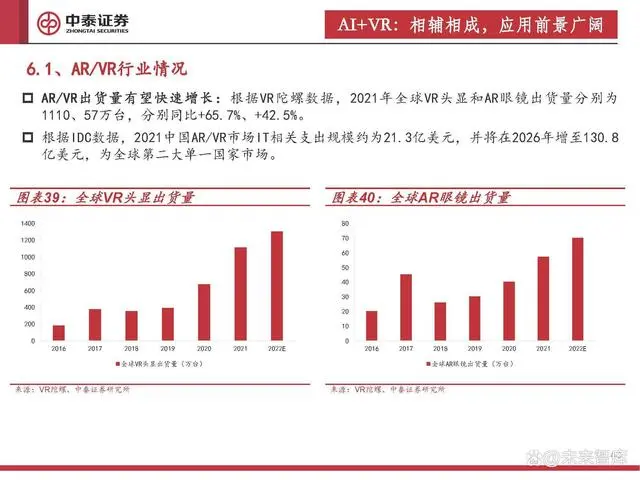 中泰证券
ZHONGTAI SECURITIES
AI+VR：相辅相成，应用前景广阔
6.1、AR/VR行业情况
AR/VR出货量有望快速增长：根据VR陀螺数据，2021年全球VR头显和AR眼镜出货量分别为
1110、57万台，分别同比+65.7%、+42.5%。
根据IDC数据，2021中国AR/VR市场IT相关支出规模约为21.3亿美元，并将在2026年增至130.8
亿美元，为全球第二大单一国家市场。
图表39：全球VR头显出货量
1400
1200
1000
800
600
400
200
0
2016 2017 2018 2019 2020 2021 2022E
全球VR头显出货量（万台）
来源：VR陀螺、中泰证券研究所
图表40：全球AR眼镜出货量
80
70
60
50
40
30
20
10
0
2016 2017 2018 2019 2020 2021 2022E
全球AR眼镜出货量（万台）
来源：VR陀螺、中泰证券研究所
@未来智库